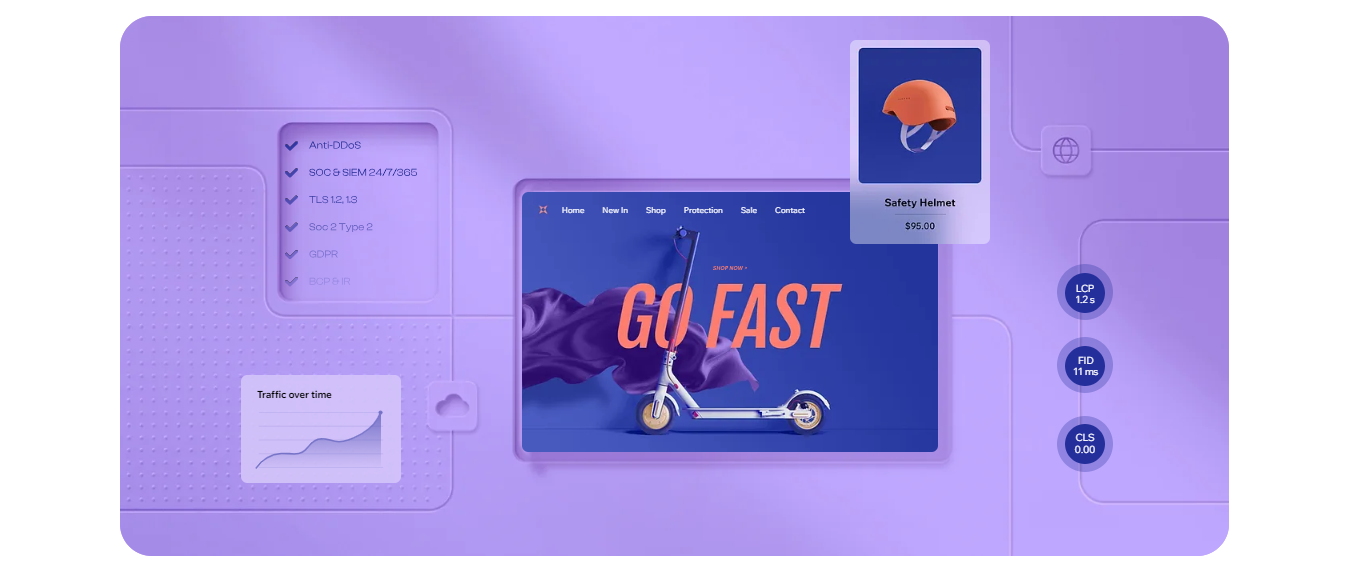 Anti-DDoS
SOC & SIEM 24/7/365
TLS 1.2, 1.3
Soc 2 Type 2
GDPR
BCP & IR
Traffic over time
Home New In Shop Protection Sale Contact
SHOP NOW >
GO FAST
Safety Helmet
$95.00
LCP
1.2 s
FID
11 ms
CLS
0.00